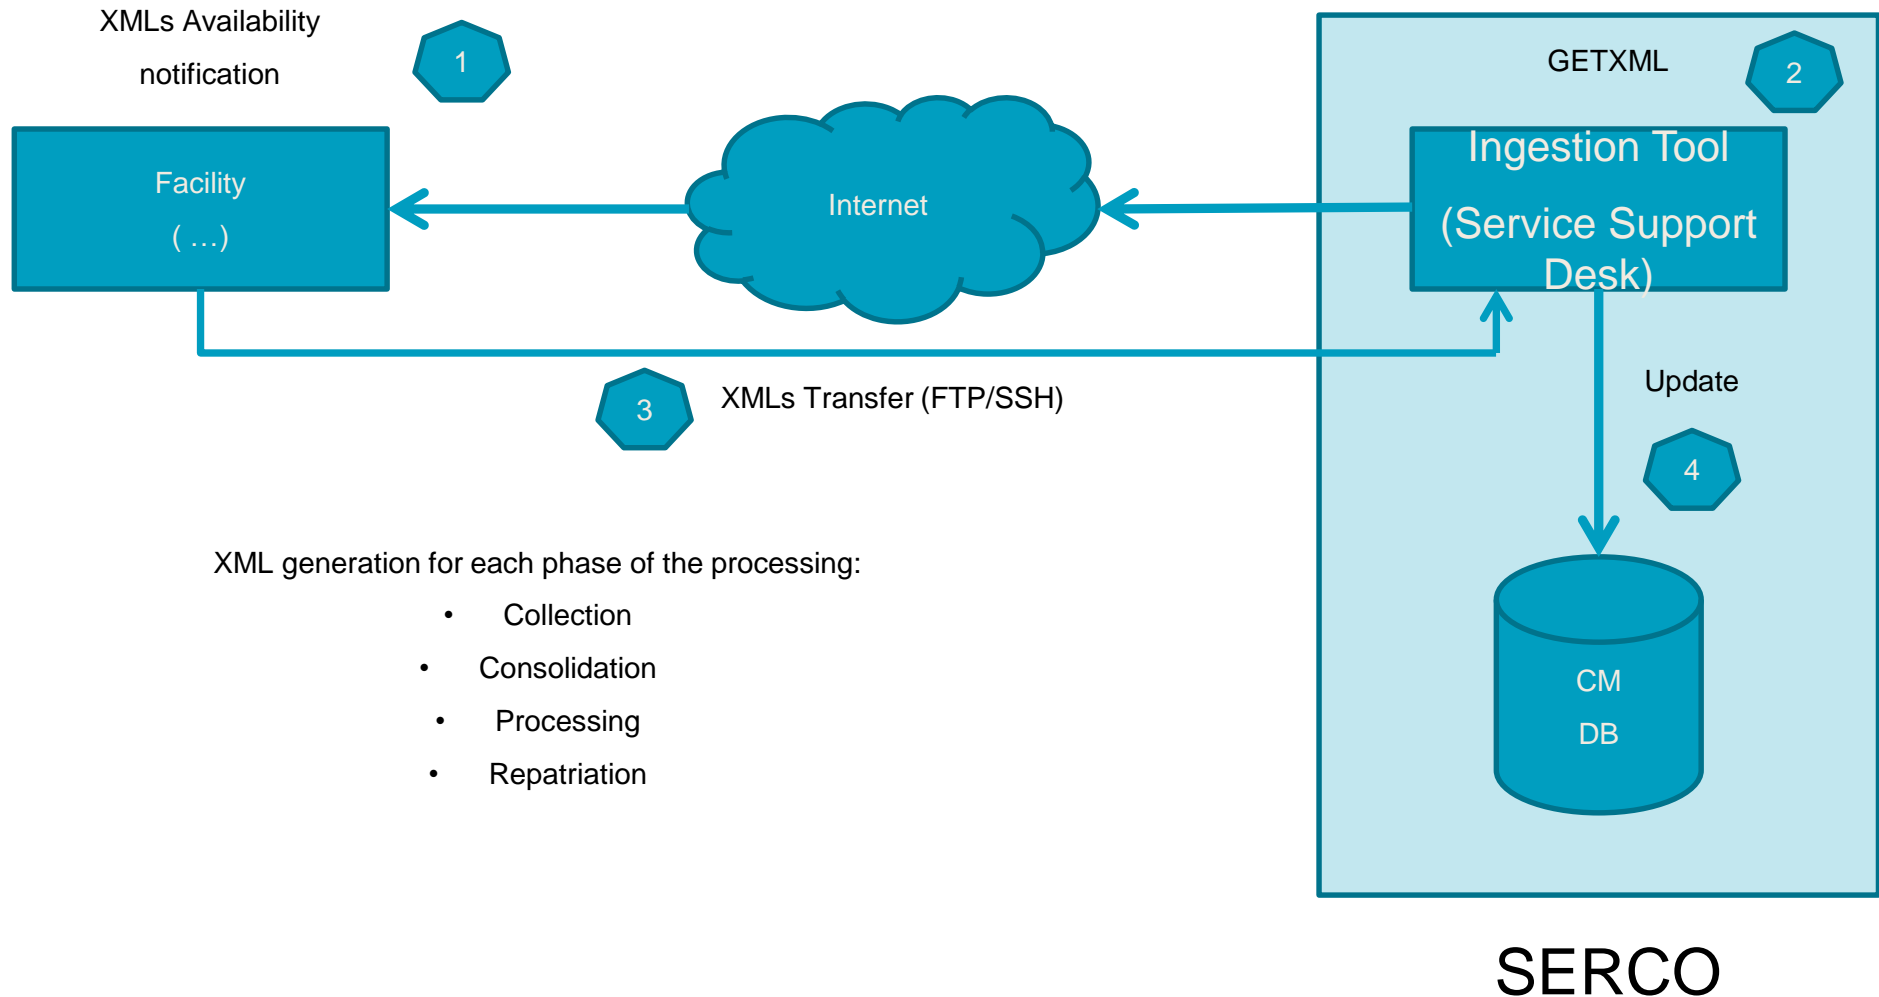 XMLs Availability
notification
1
GETXML
2
Facility
( …)
Internet
Ingestion Tool
(Service Support
Desk)
3
XMLs Transfer (FTP/SSH)
Update
4
XML generation for each phase of the processing:
• Collection
• Consolidation
• Processing
• Repatriation
CM
DB
SERCO